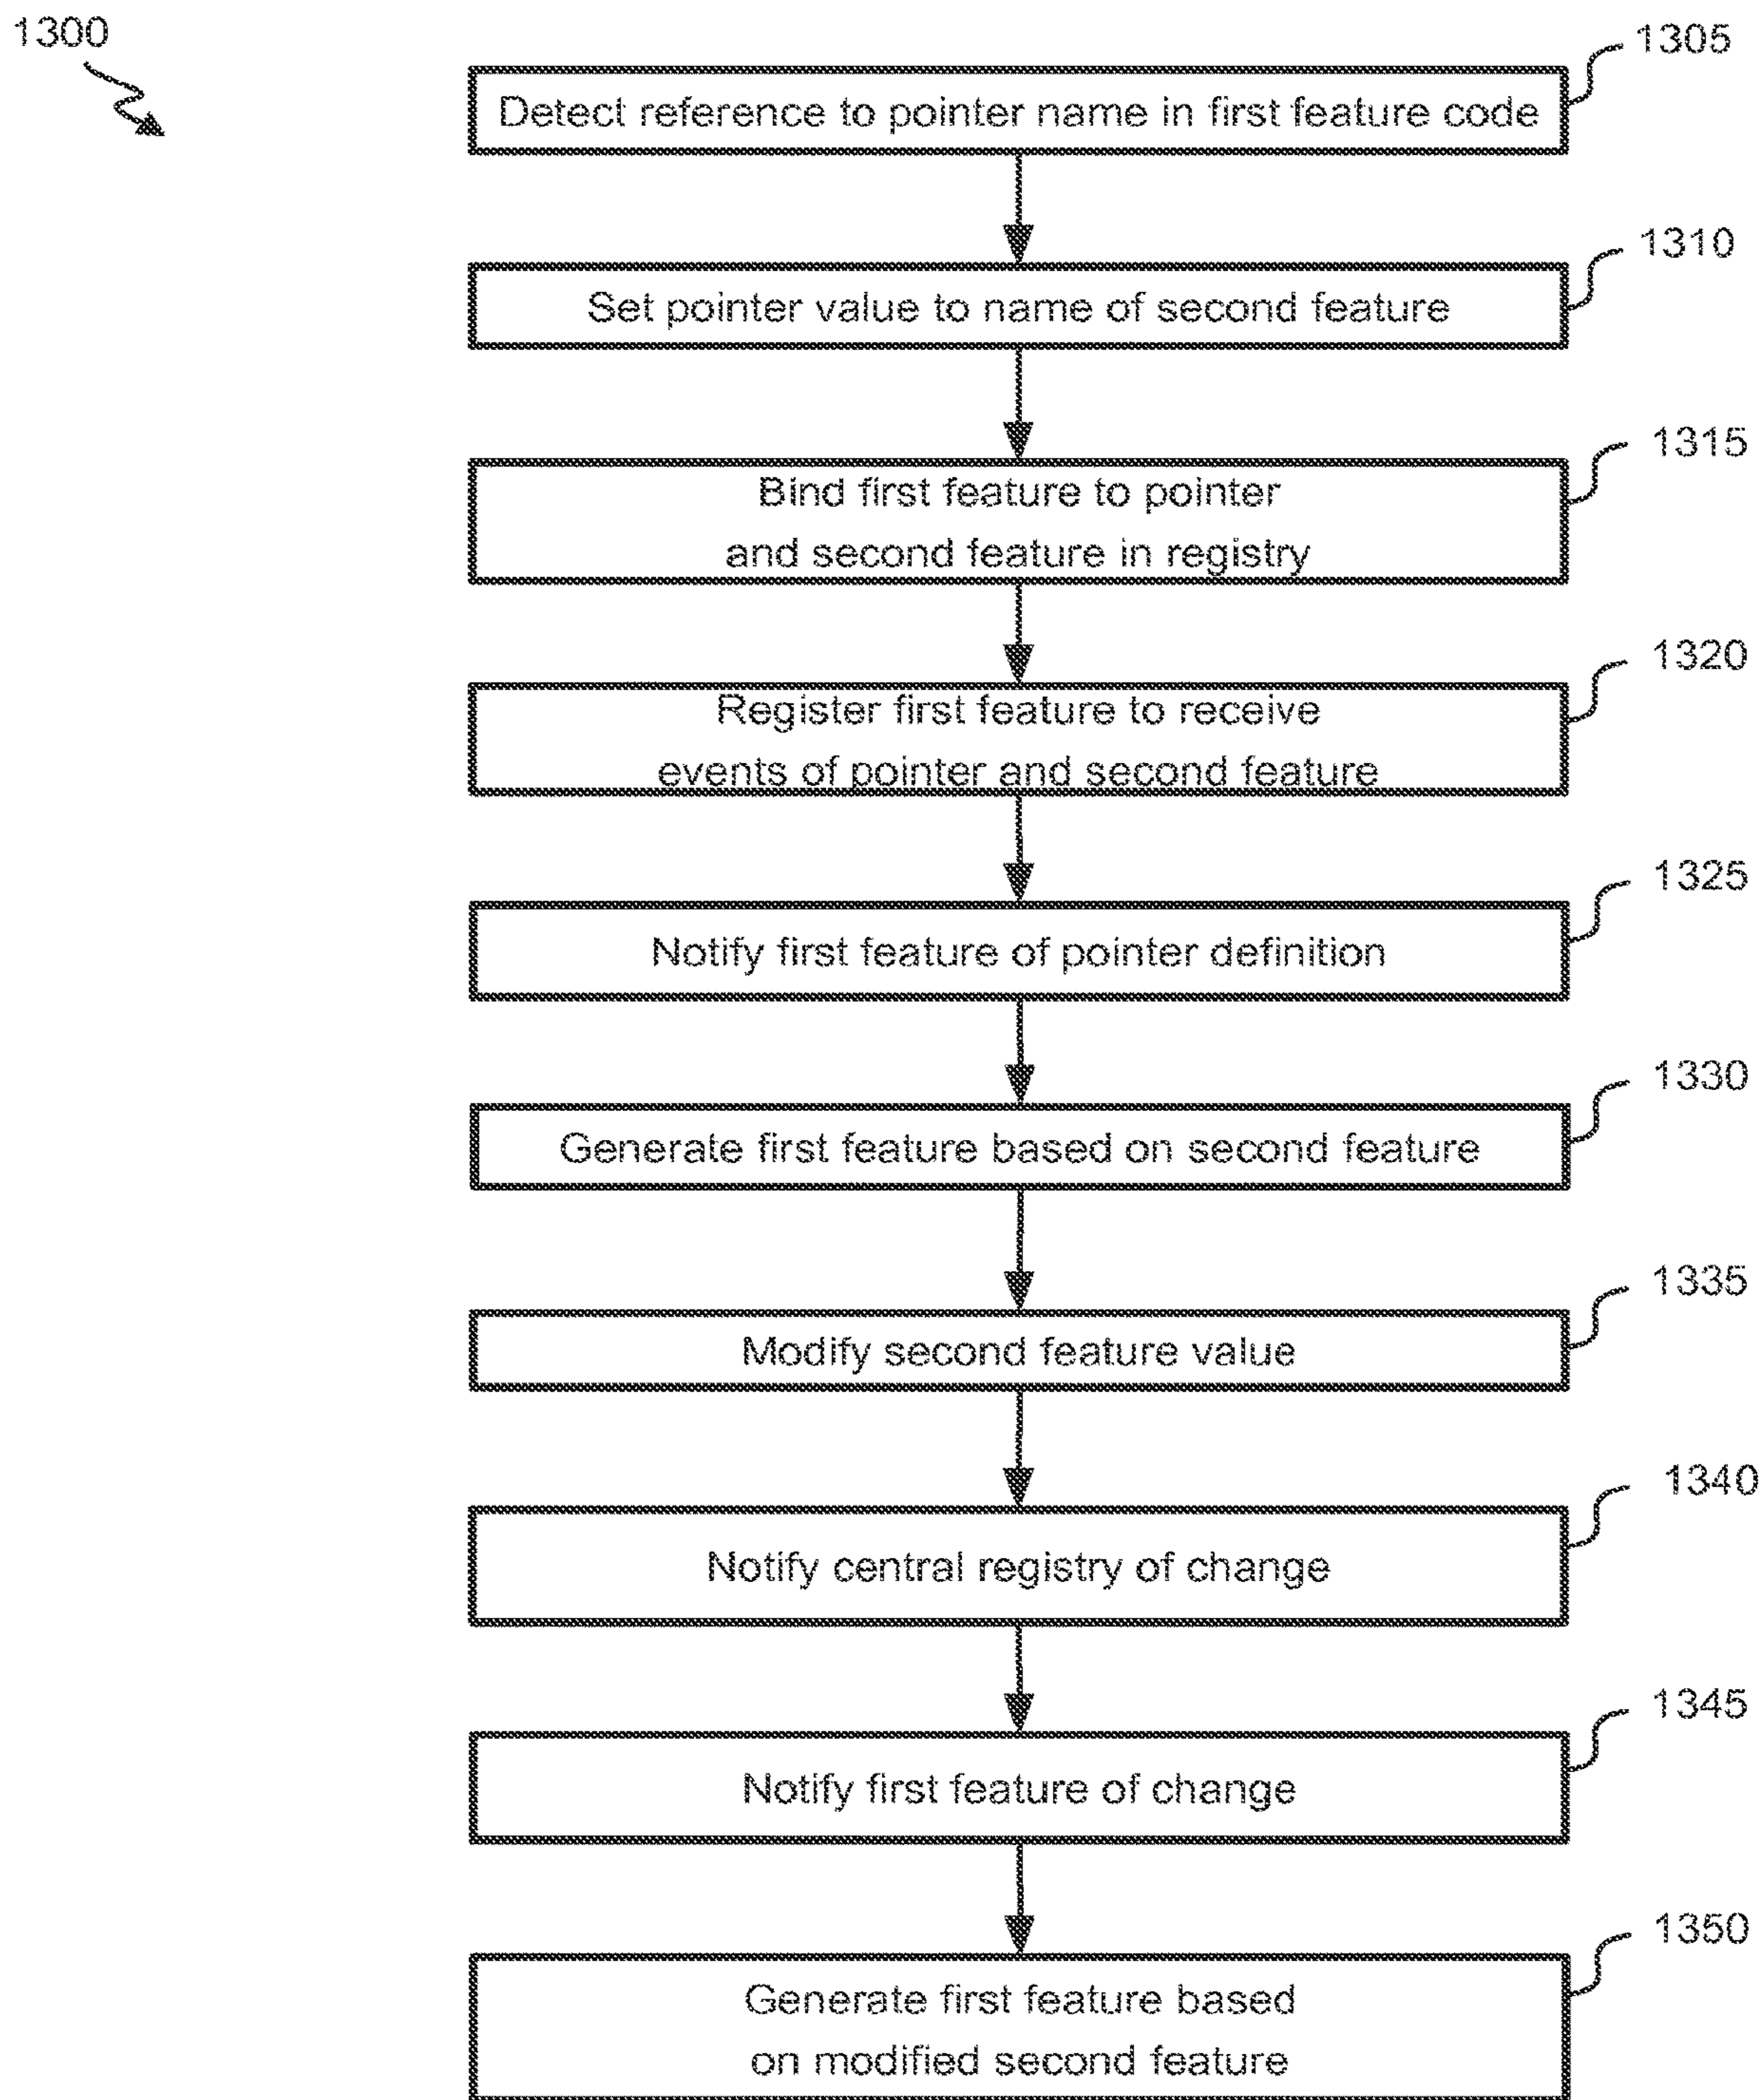 1300
1305
Detect reference to pointer name in first feature code
1310
Set pointer value to name of second feature
1315
Bind first feature to pointer
and second feature in registry
1320
Register first feature to receive
events of pointer and second feature
1325
Notify first feature of pointer definition
1330
Generate first feature based on second feature
1335
Modify second feature value
1340
Notify central registry of change
1345
Notify first feature of change
1350
Generate first feature based
on modified second feature